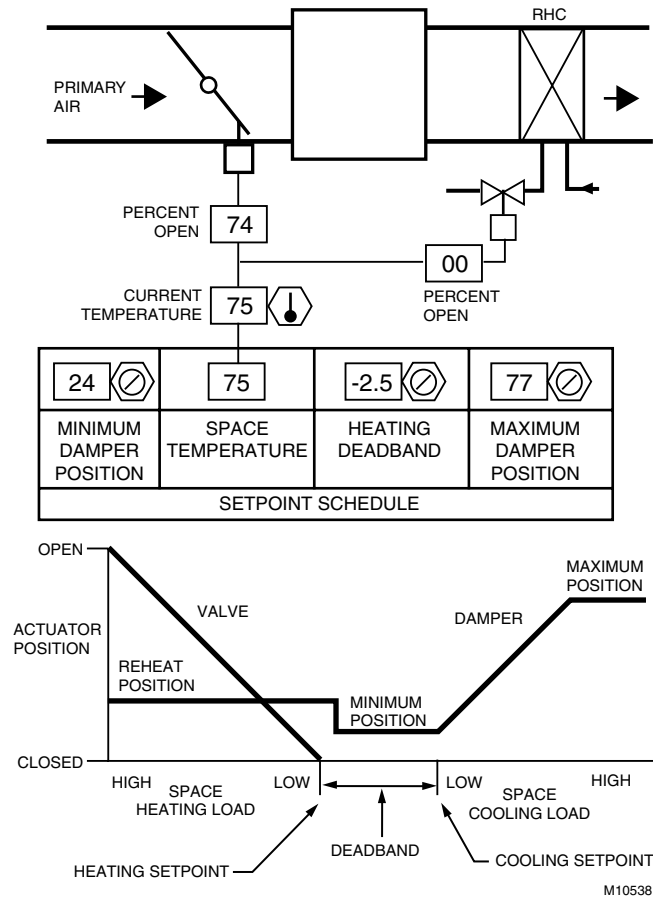 RHC
PRIMARY
AIR
PERCENT
OPEN
74
00
PERCENT
OPEN
CURRENT
TEMPERATURE
75
24
75
-2.5
77
MINIMUM
DAMPER
POSITION
SPACE
TEMPERATURE
HEATING
DEADBAND
MAXIMUM
DAMPER
POSITION
SETPOINT SCHEDULE
OPEN
MAXIMUM
POSITION
VALVE
DAMPER
ACTUATOR
POSITION
REHEAT
POSITION
MINIMUM
POSITION
CLOSED
HIGH
SPACE
HEATING LOAD
LOW
LOW
SPACE
COOLING LOAD
HIGH
DEADBAND
HEATING SETPOINT
COOLING SETPOINT
M10538